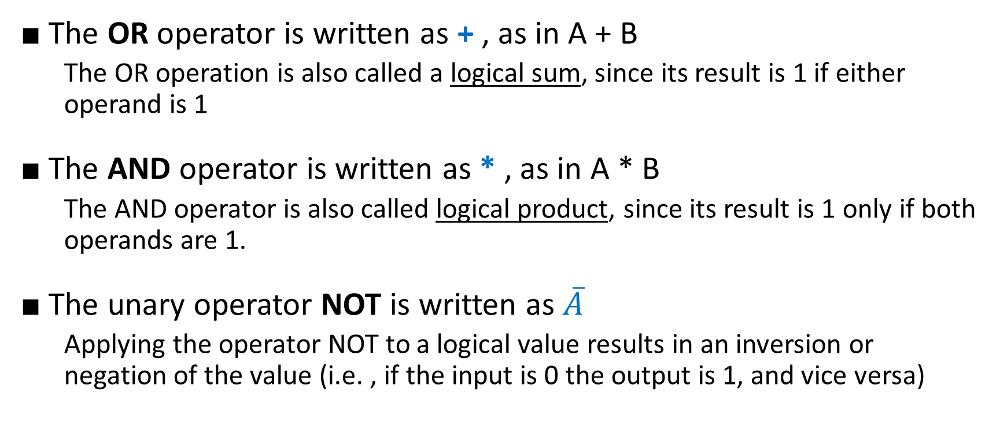 ■ The OR operator is written as + , as in A + B
The OR operation is also called a logical sum, since its result is 1 if either
operand is 1
■ The AND operator is written as * , as in A * B
The AND operator is also called logical product, since its result is 1 only if both
operands are 1.
■ The unary operator NOT is written as Ā
Applying the operator NOT to a logical value results in an inversion or
negation of the value (i.e. , if the input is 0 the output is 1, and vice versa)